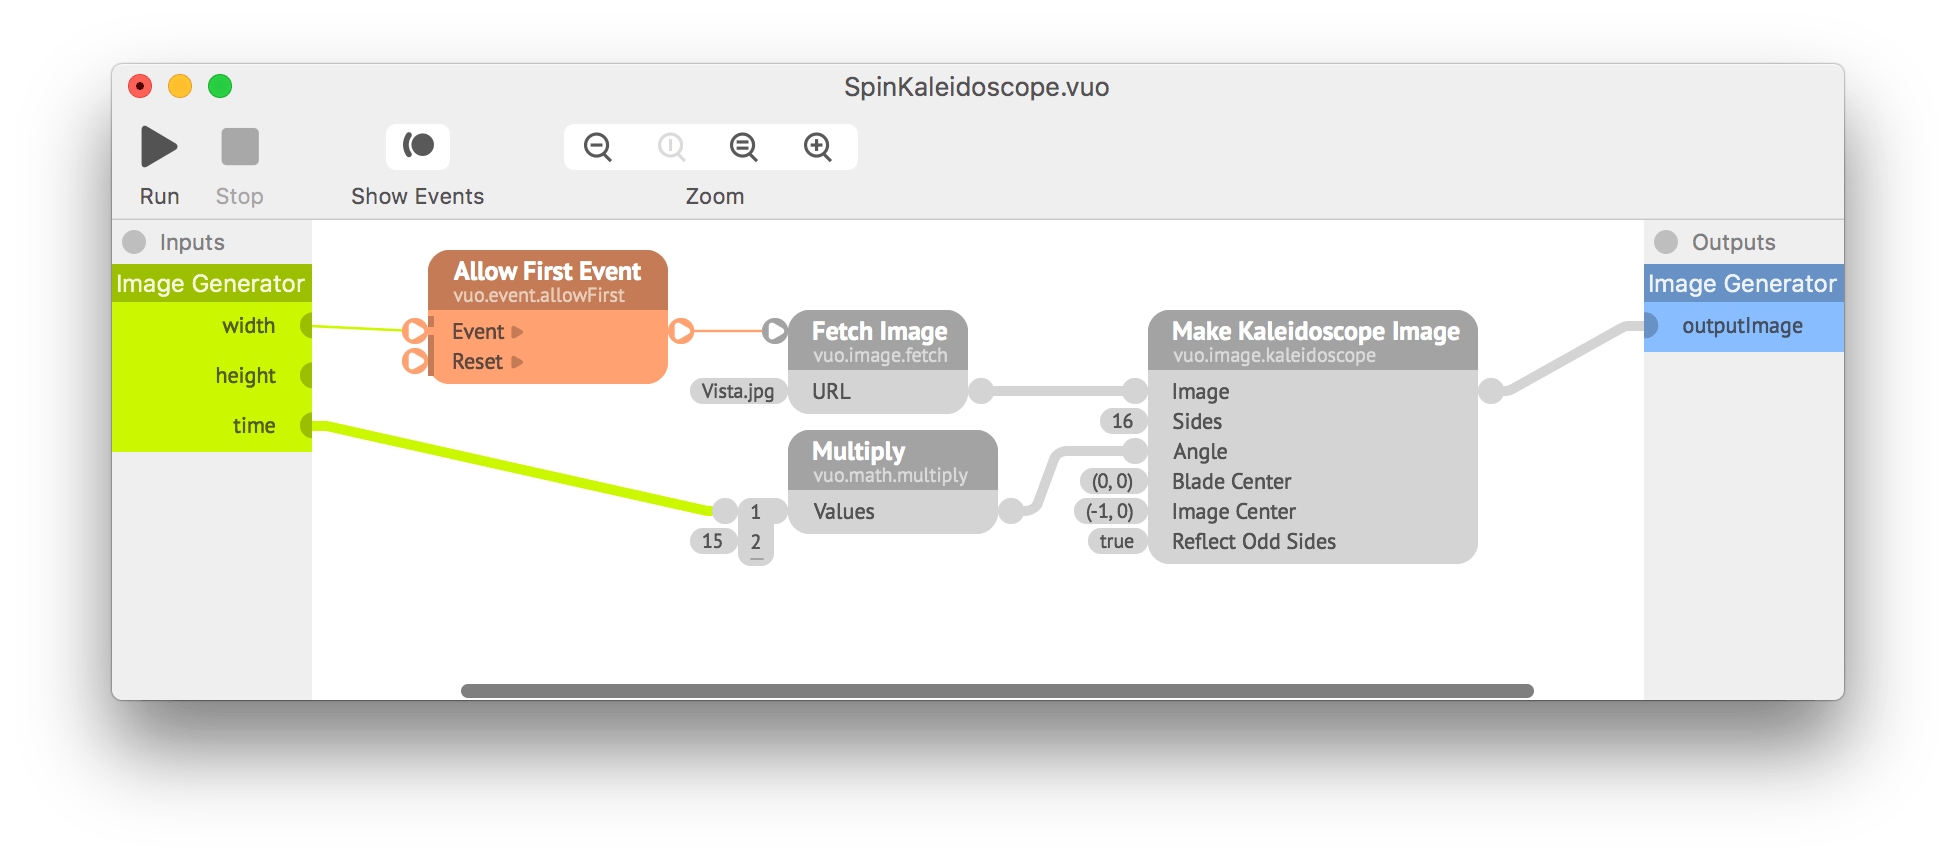 SpinKaleidoscope.vuo
Run
Stop
Show Events
Zoom
Inputs
Image Generator
width
height
time
Allow First Event
vuo.event.allowFirst
Event
Reset
Fetch Image
vuo.image.fetch
Vista.jpg
URL
Multiply
vuo.math.multiply
1
Values
15
2
Make Kaleidoscope Image
vuo.image.kaleidoscope
Image
16
Sides
Angle
(0, 0)
Blade Center
(-1, 0)
Image Center
true
Reflect Odd Sides
Outputs
Image Generator
outputImage